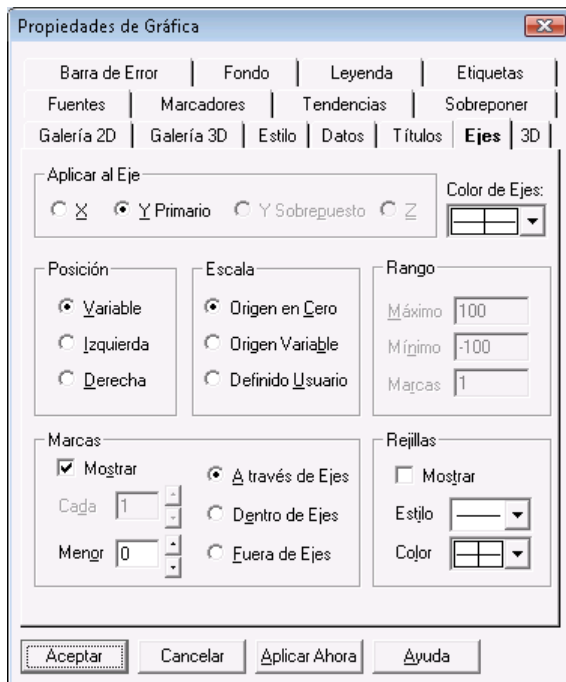 Propiedades de Gráfica
Barra de Error Fondo Leyenda Etiquetas
Fuentes Marcadores Tendencias Sobreponer
Galería 2D Galería 3D Estilo Datos Títulos Ejes 3D
Aplicar al Eje
X Y Primario Y Sobrepuesto Z
Color de Ejes:
Posición
Variable
Izquierda
Derecha
Escala
Origen en Cero
Origen Variable
Definido Usuario
Rango
Máximo 100
Mínimo -100
Marcas 1
Marcas
Mostrar
Cada 1
Menor 0
A través de Ejes
Dentro de Ejes
Fuera de Ejes
Rejillas
Mostrar
Estilo
Color
Aceptar Cancelar Aplicar Ahora Ayuda